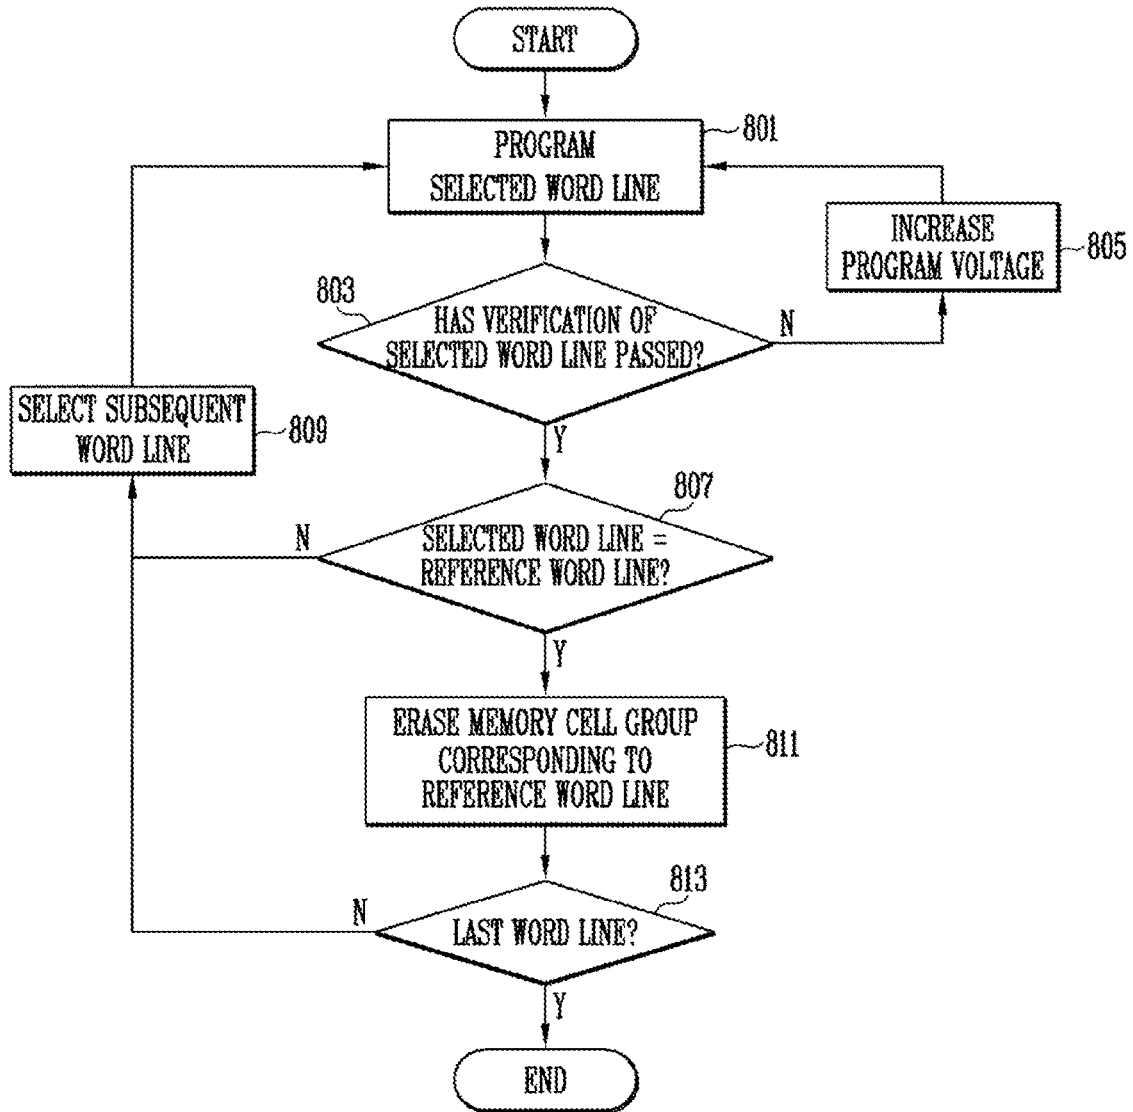 START
PROGRAM
SELECTED WORD LINE
801
INCREASE
PROGRAM VOLTAGE
805
803
HAS VERIFICATION OF
SELECTED WORD LINE PASSED?
N
Y
SELECT SUBSEQUENT
WORD LINE
809
807
SELECTED WORD LINE =
REFERENCE WORD LINE?
N
Y
ERASE MEMORY CELL GROUP
CORRESPONDING TO
REFERENCE WORD LINE
811
813
LAST WORD LINE?
N
Y
END